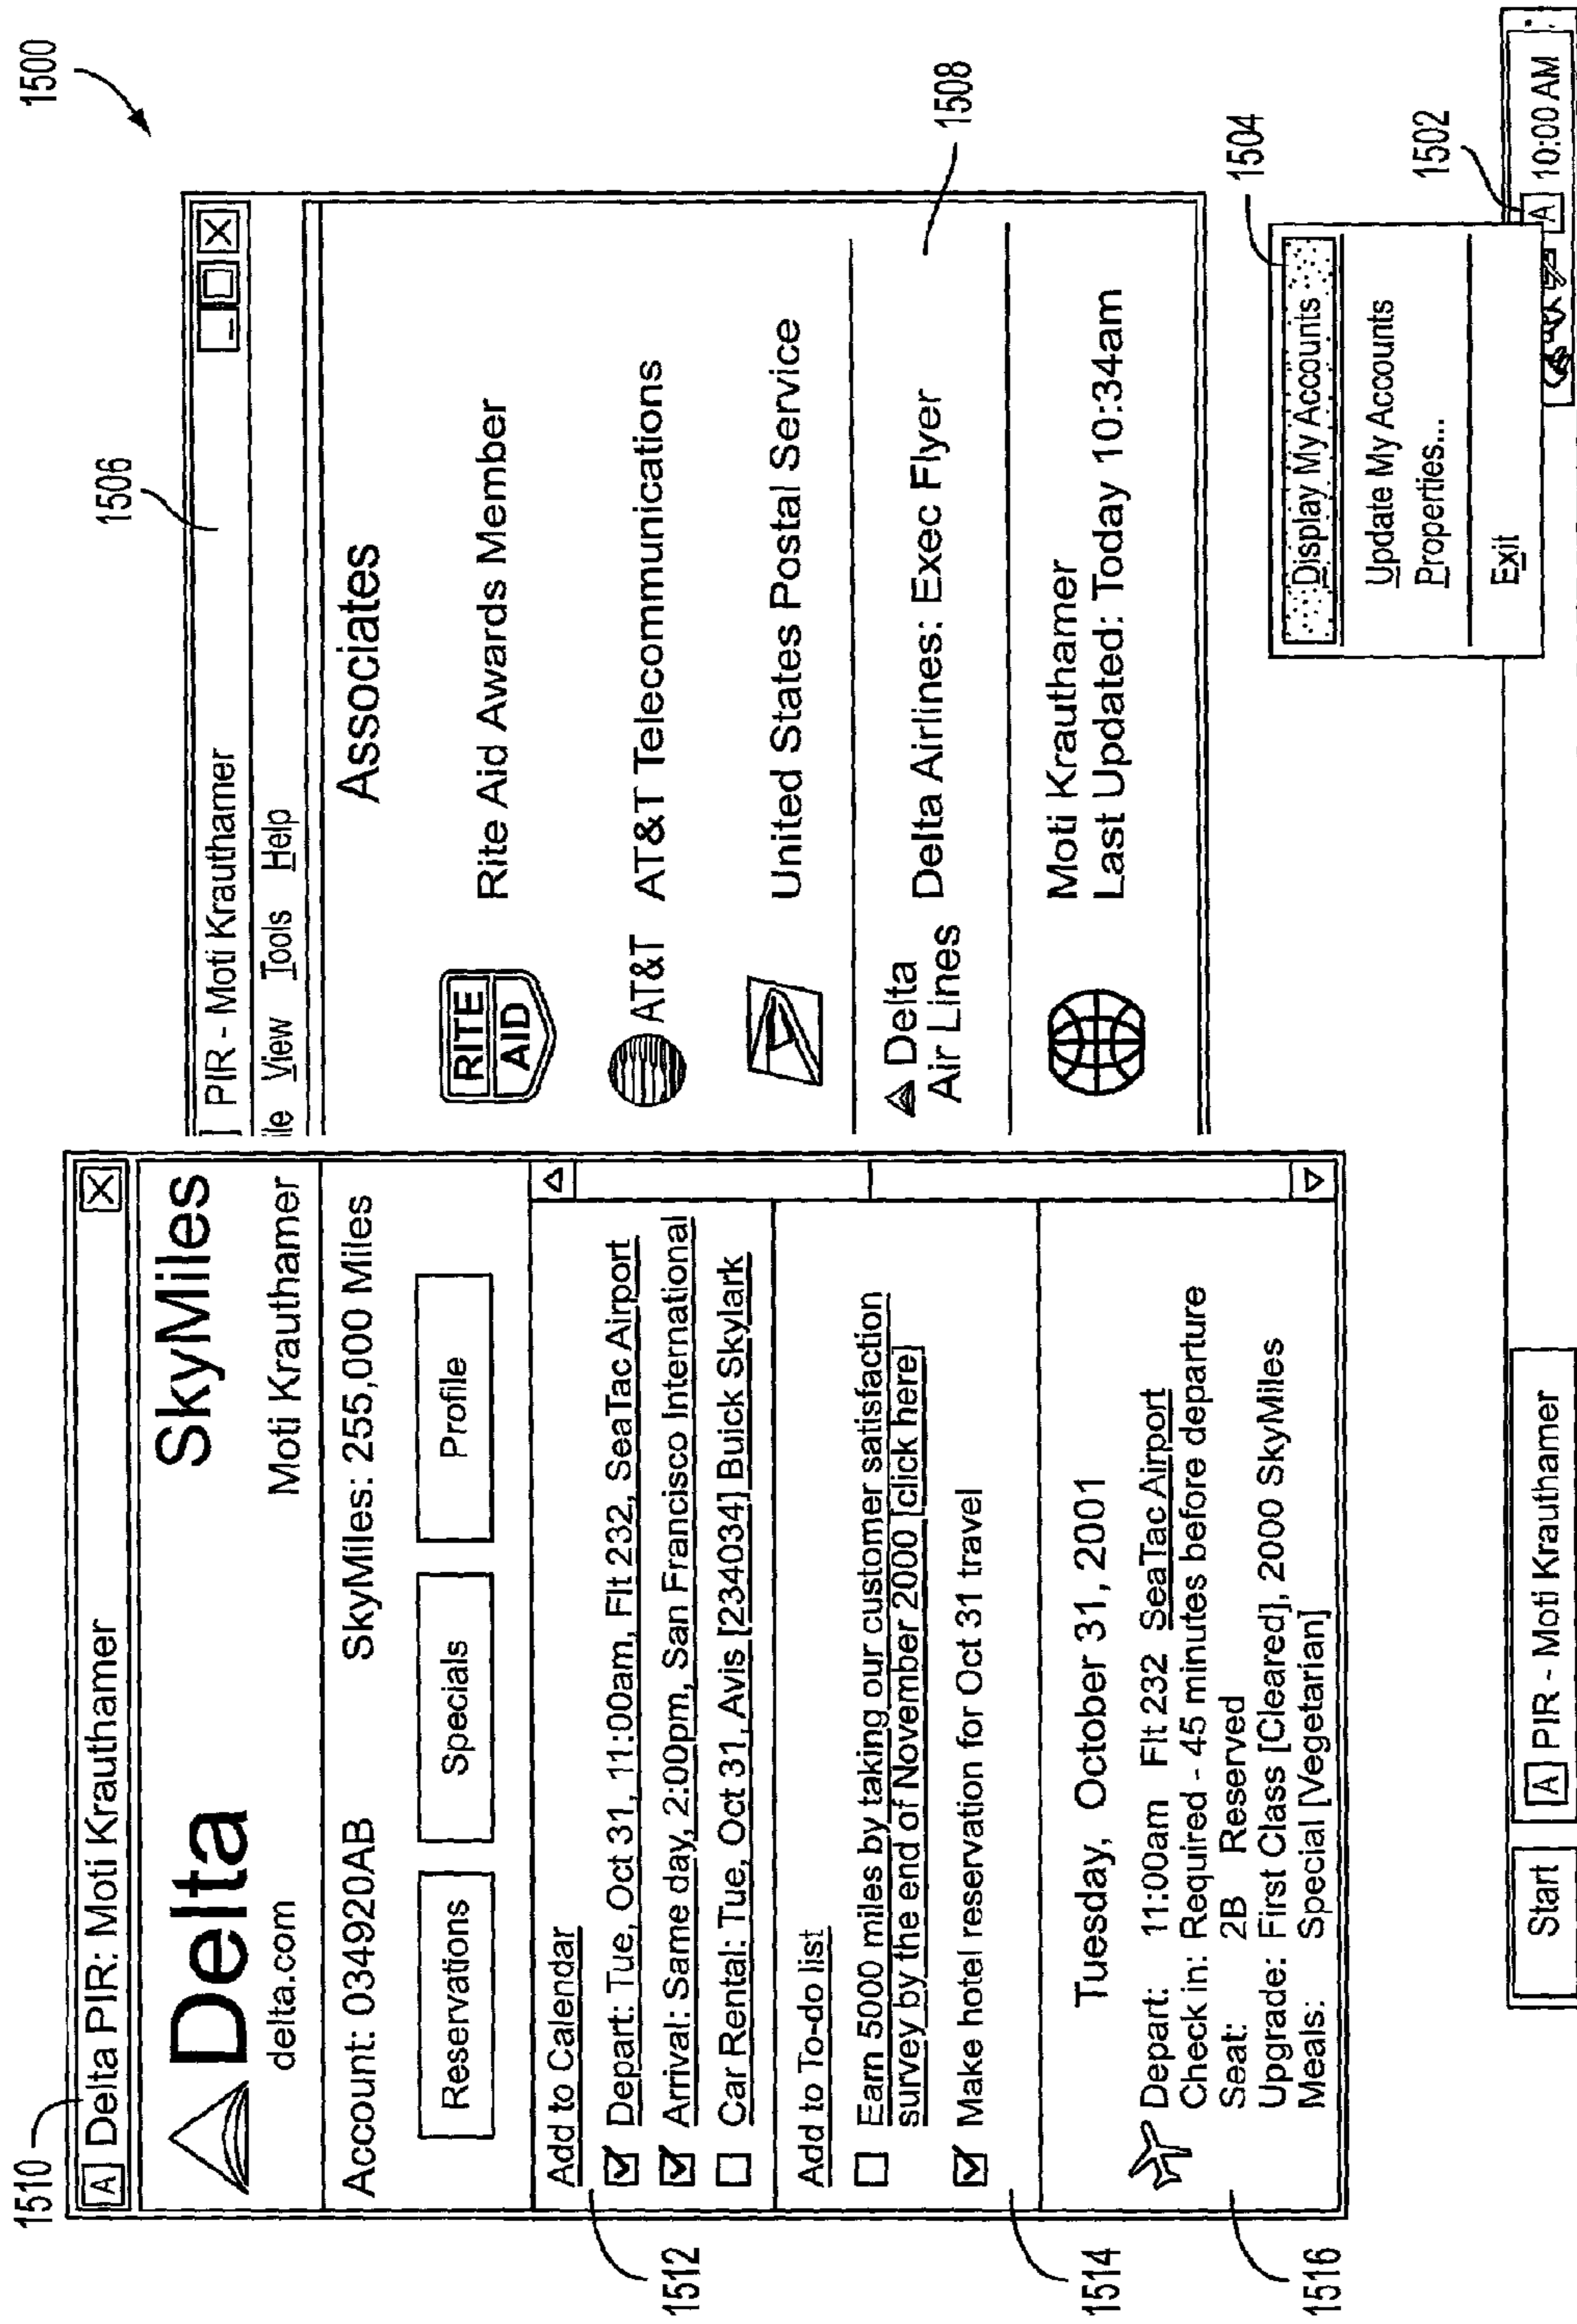 1500
1510
[A] Delta PIR: Moti Krauthamer X
Delta SkyMiles
delta.com Moti Krauthamer
Account: 034920AB SkyMiles: 255,000 Miles
Reservations Specials Profile
Add to Calendar
Depart: Tue, Oct 31, 11:00am, Flt 232, SeaTac Airport
Arrival: Same day, 2:00pm, San Francisco International
Car Rental: Tue, Oct 31, Avis [234034] Buick Skylark
1512
Add to To-do list
Earn 5000 miles by taking our customer satisfaction
survey by the end of November 2000 [click here]
Make hotel reservation for Oct 31 travel
1514
Tuesday, October 31, 2001
Depart: 11:00am Flt 232 SeaTac Airport
Check in: Required - 45 minutes before departure
Seat: 2B Reserved
Upgrade: First Class [Cleared], 2000 SkyMiles
Meals: Special [Vegetarian]
1516
1506
] PIR - Moti Krauthamer _ X
ile View Tools Help
Associates
RITE
AID
Rite Aid Awards Member
AT&T AT&T Telecommunications
United States Postal Service
Delta
Air Lines
Delta Airlines: Exec Flyer
1508
Moti Krauthamer
Last Updated: Today 10:34am
1504
Display My Accounts
Update My Accounts
Properties...
Exit
1502
Start [A] PIR - Moti Krauthamer [A] 10:00 AM